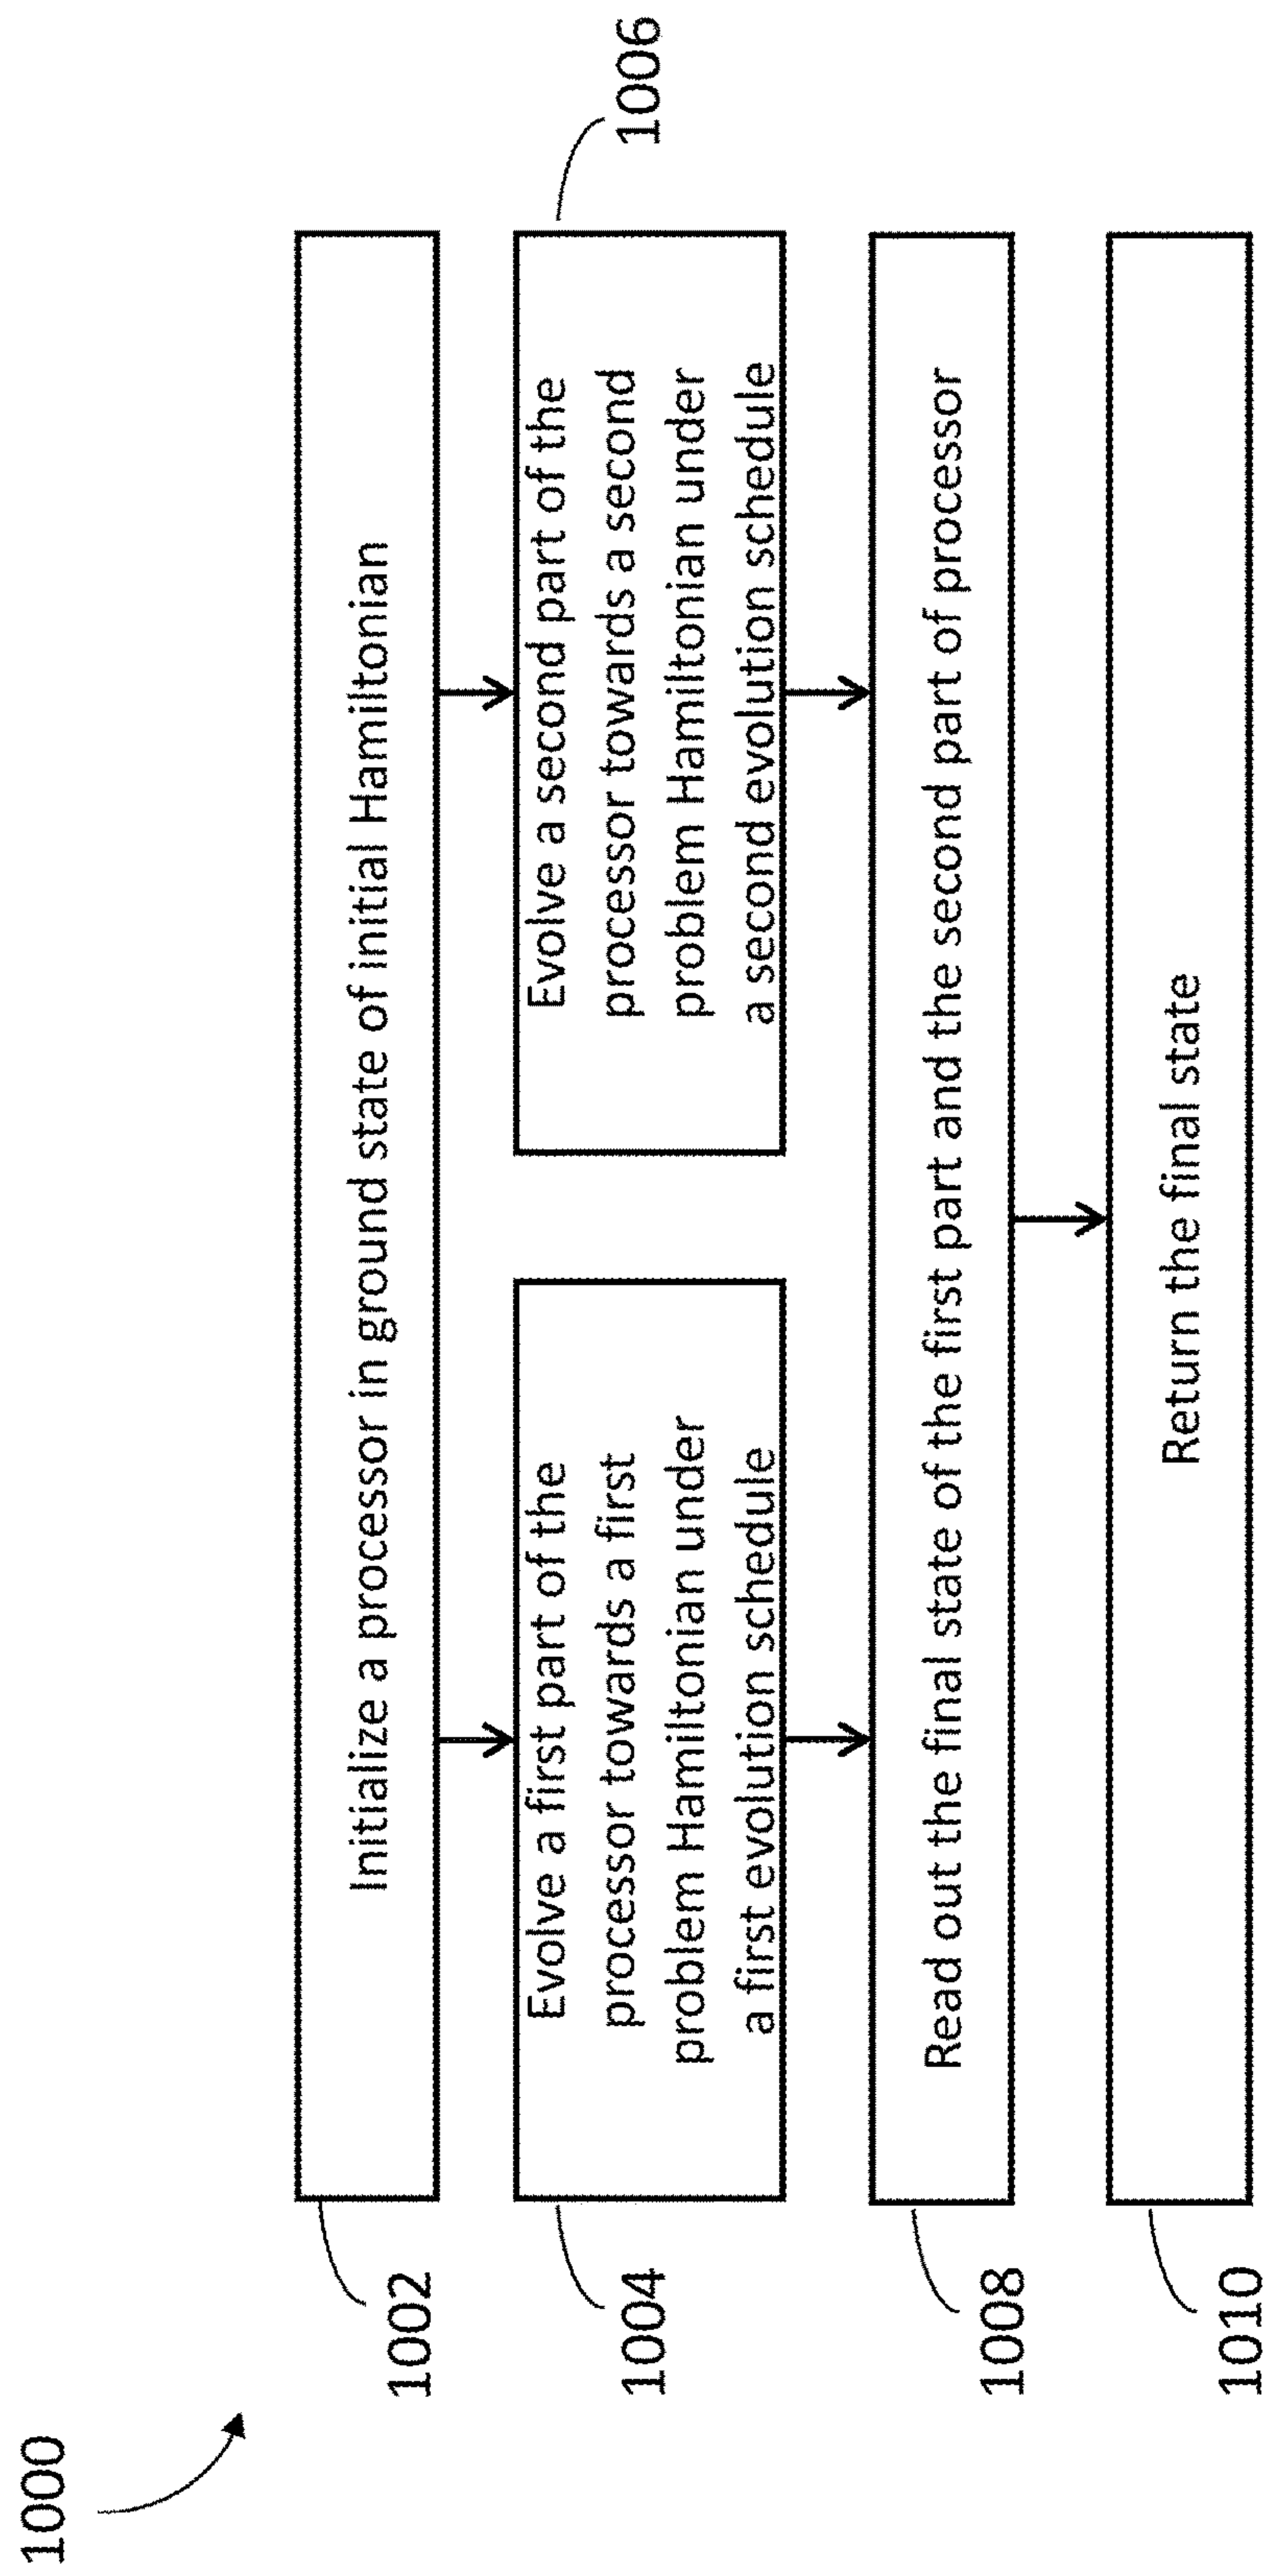 1000
1002
Initialize a processor in ground state of initial Hamiltonian
1004
Evolve a first part of the
processor towards a first
problem Hamiltonian under
a first evolution schedule
1006
Evolve a second part of the
processor towards a second
problem Hamiltonian under
a second evolution schedule
1008
Read out the final state of the first part and the second part of processor
1010
Return the final state